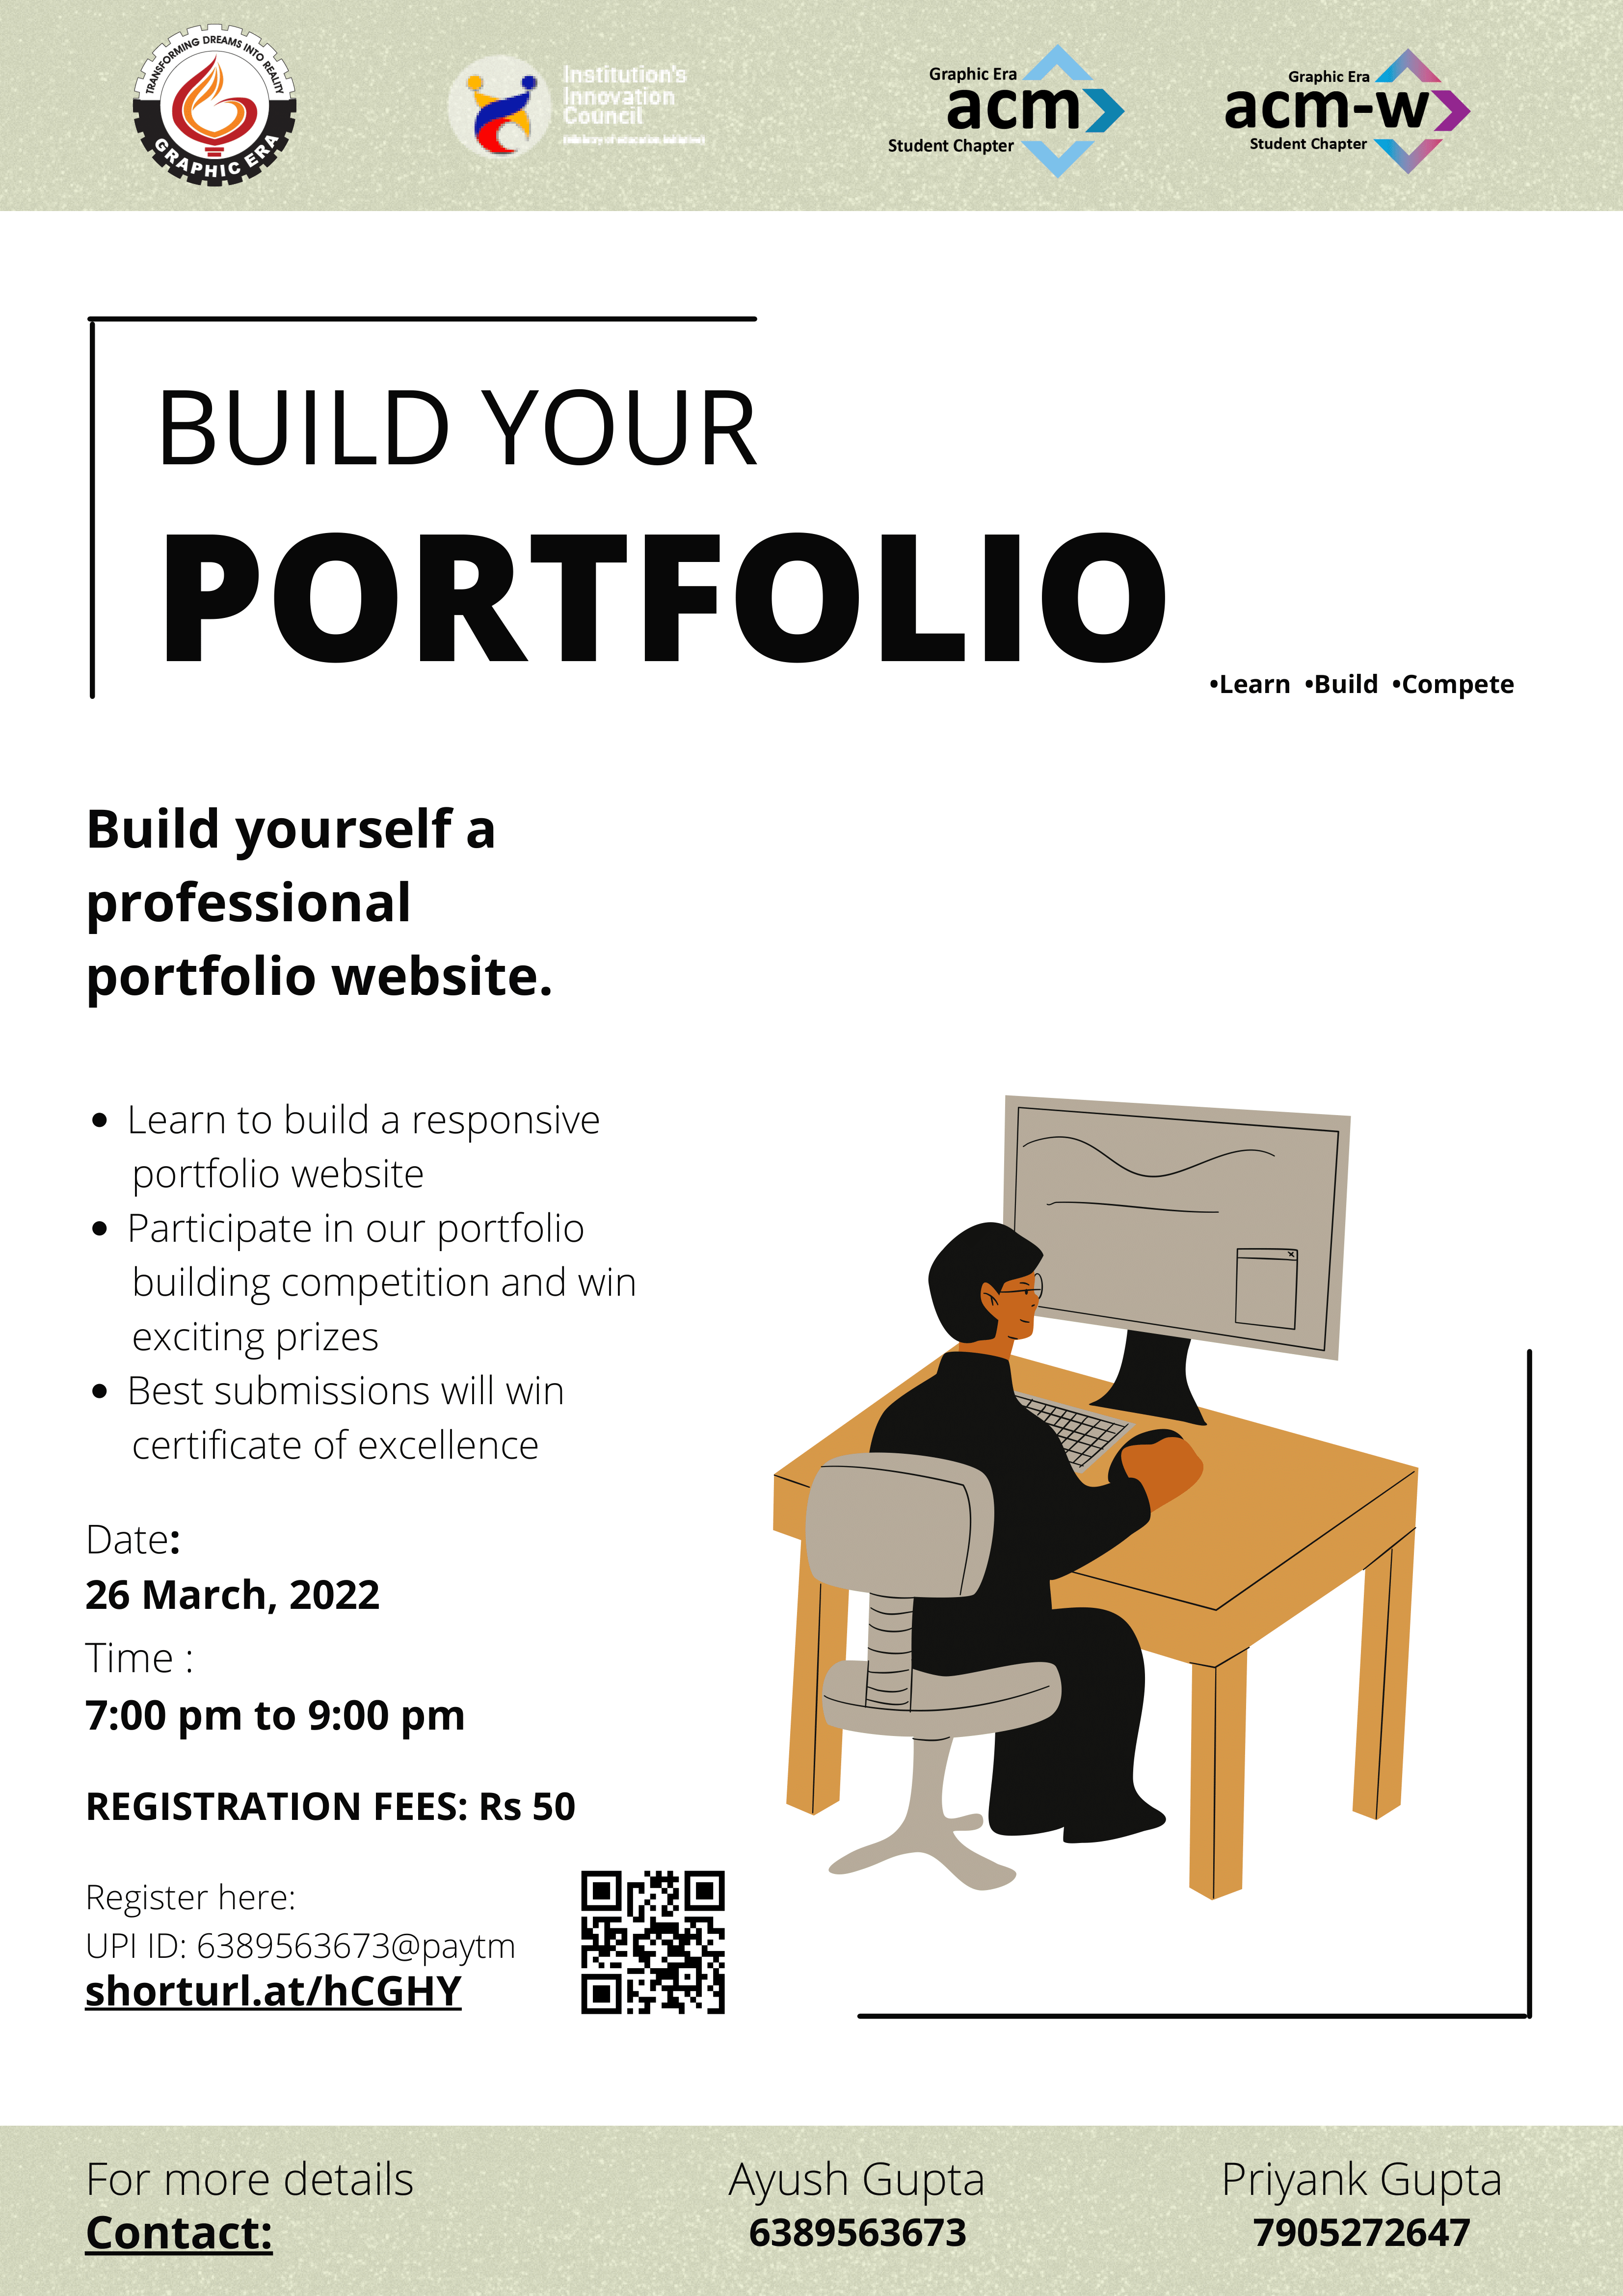 TRANSFORMING DREAMS INTO REALITY
GRAPHIC ERA
Institution's
Innovation
Council
Graphic Era
acm
Student Chapter
Graphic Era
acm-w
Student Chapter
BUILD YOUR
PORTFOLIO
•Learn •Build •Compete
Build yourself a
professional
portfolio website.
• Learn to build a responsive
portfolio website
• Participate in our portfolio
building competition and win
exciting prizes
• Best submissions will win
certificate of excellence
Date:
26 March, 2022
Time :
7:00 pm to 9:00 pm
REGISTRATION FEES: Rs 50
Register here:
UPI ID: 6389563673@paytm
shorturl.at/hCGHY
For more details
Contact:
Ayush Gupta
6389563673
Priyank Gupta
7905272647